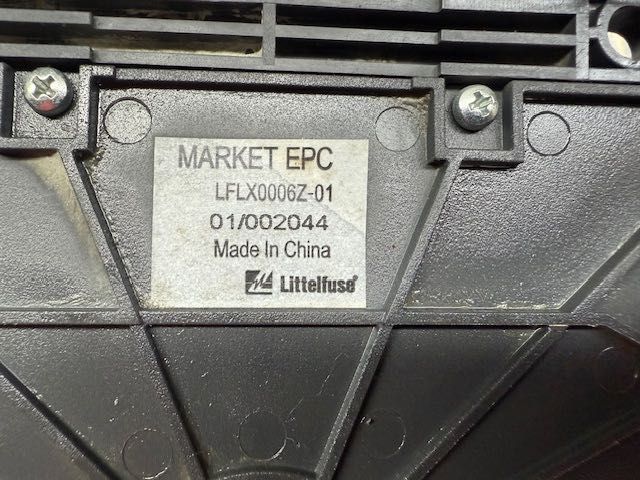 MARKET EPC
LFLX0006Z-01
01/002044
Made In China
Littelfuse®